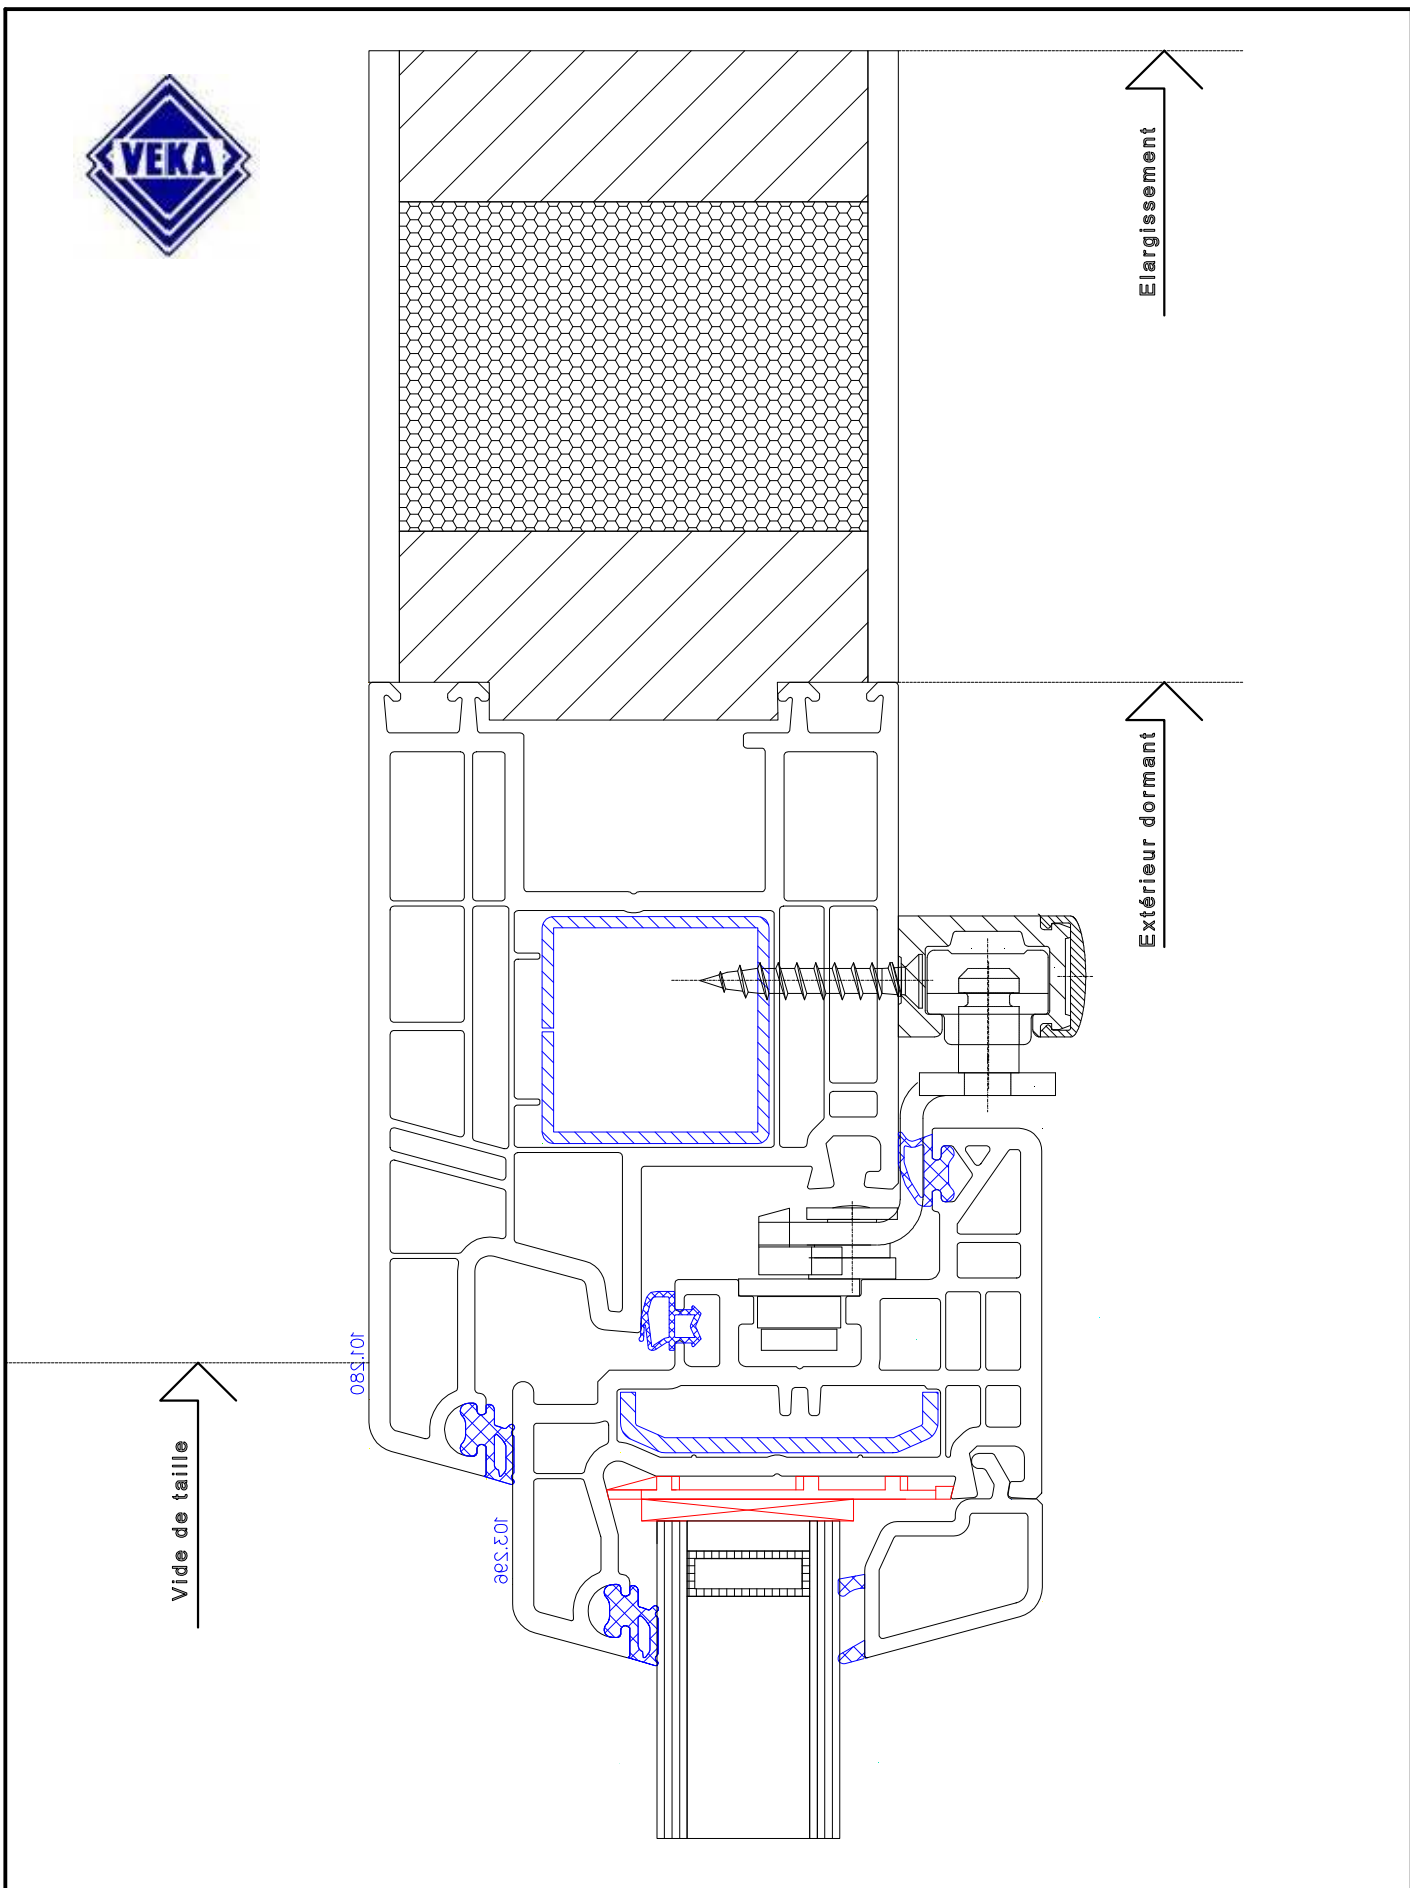 VEKA
Elargissement
Extérieur dormant
101.280
Vide de taille
103.296